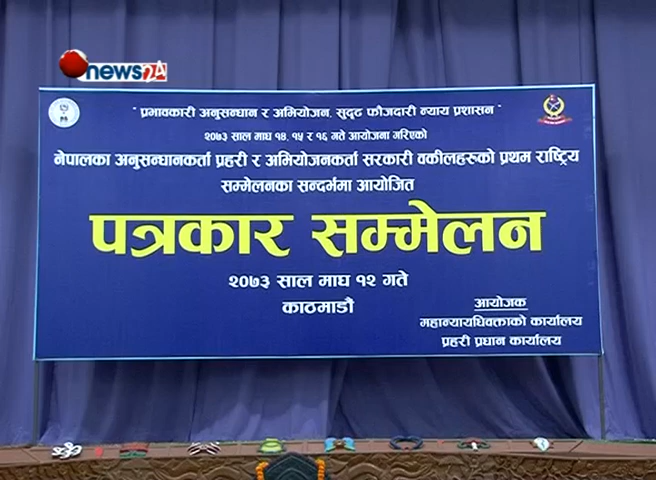 news24
" प्रभावकारी अनुसन्धान र अभियोजन, सुदृढ फौजदारी न्याय प्रशासन "
२०७३ साल माघ १४, १५ र १६ गते आयोजना गरिएको
नेपालका अनुसन्धानकर्ता प्रहरी र अभियोजनकर्ता सरकारी वकीलहरुको प्रथम राष्ट्रिय
सम्मेलनका सन्दर्भमा आयोजित
पत्रकार सम्मेलन
२०७३ साल माघ १२ गते
काठमाडौं
आयोजक
महान्यायधिवक्ताको कार्यालय
प्रहरी प्रधान कार्यालय